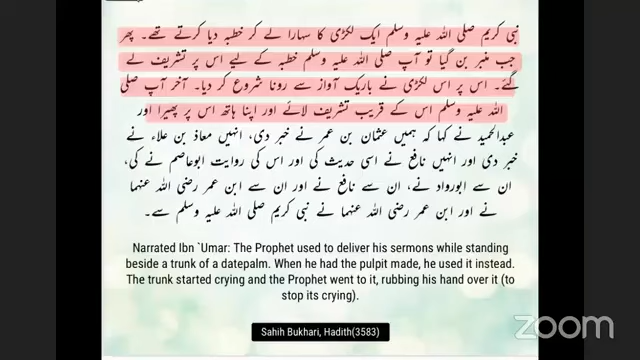 نبی کریم صلی اللہ علیہ وسلم ایک لکڑی کا سہارا لے کر خطبہ دیا کرتے تھے۔ پھر
جب منبر بن گیا تو آپ صلی اللہ علیہ وسلم خطبہ کے لیے اس پر تشریف لے
گئے۔ اس پر اس لکڑی نے باریک آواز سے رونا شروع کر دیا۔ آخر آپ صلی
اللہ علیہ وسلم اس کے قریب تشریف لائے اور اپنا ہاتھ اس پر پھیرا اور
عبدالحمید نے کہا کہ ہمیں عثمان بن عمر نے خبر دی، انہیں معاذ بن علاء نے
خبر دی اور انہیں نافع نے اسی حدیث کی اور اس کی روایت ابوعاصم نے کی،
ان سے ابورواد نے، ان سے نافع نے اور ان سے ابن عمر رضی اللہ عنہما
نے اور ابن عمر رضی اللہ عنہما نے نبی کریم صلی اللہ علیہ وسلم سے۔
Narrated Ibn `Umar: The Prophet used to deliver his sermons while standing
beside a trunk of a datepalm. When he had the pulpit made, he used it instead.
The trunk started crying and the Prophet went to it, rubbing his hand over it (to
stop its crying).
Sahih Bukhari, Hadith(3583)
zoom